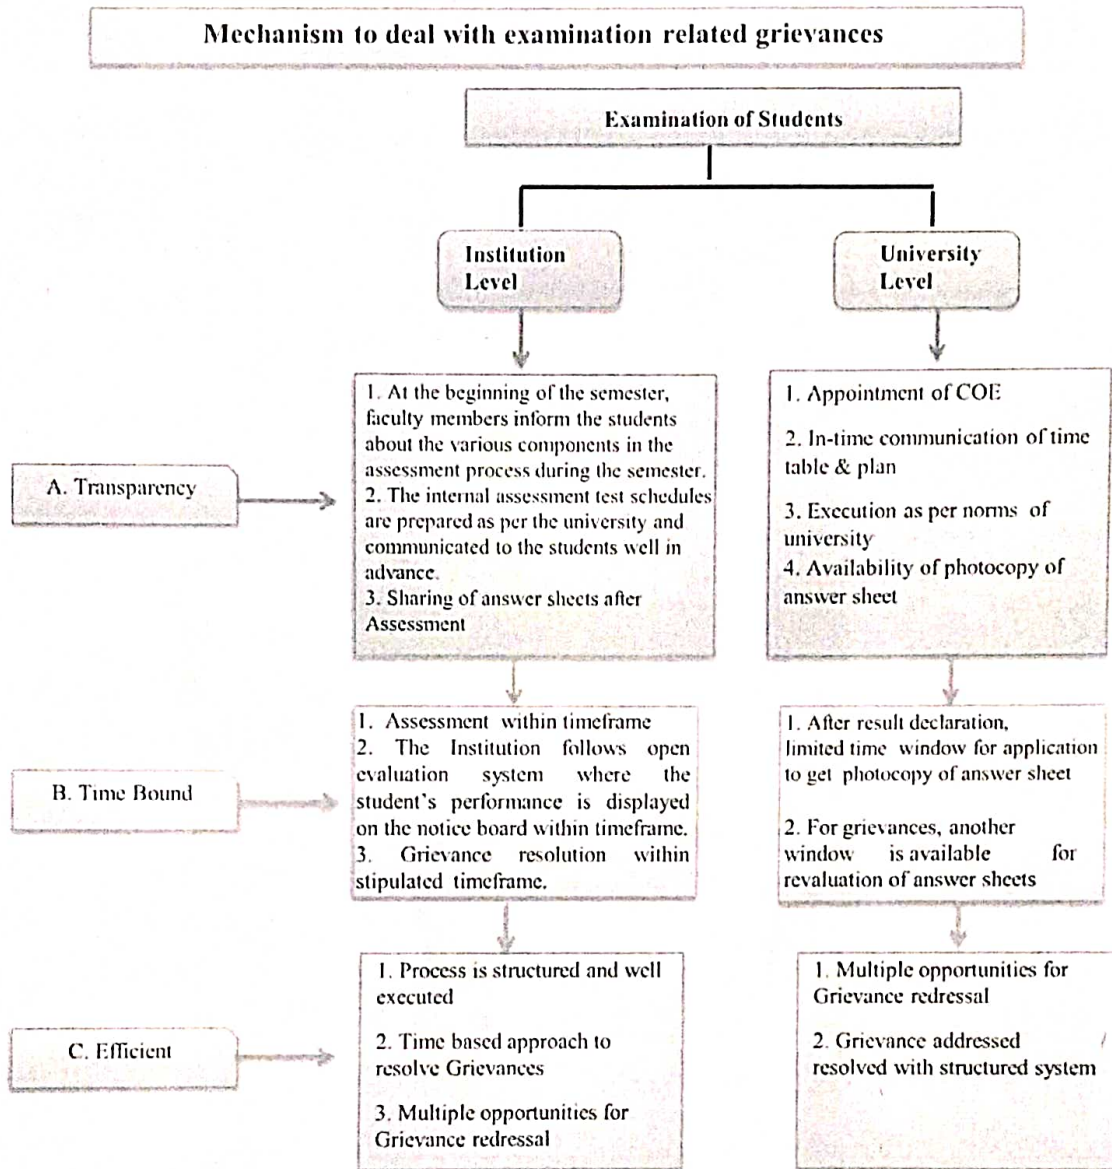 Mechanism to deal with examination related grievances
Examination of Students
Institution
Level
University
Level
A. Transparency
1. At the beginning of the semester,
faculty members inform the students
about the various components in the
assessment process during the semester.
2. The internal assessment test schedules
are prepared as per the university and
communicated to the students well in
advance.
3. Sharing of answer sheets after
Assessment
1. Appointment of COE
2. In-time communication of time
table & plan
3. Execution as per norms of
university
4. Availability of photocopy of
answer sheet
B. Time Bound
1. Assessment within timeframe
2. The Institution follows open
evaluation system where the
student's performance is displayed
on the notice board within timeframe.
3. Grievance resolution within
stipulated timeframe.
1. After result declaration,
limited time window for application
to get photocopy of answer sheet
2. For grievances, another
window is available for
revaluation of answer sheets
C. Efficient
1. Process is structured and well
executed
2. Time based approach to
resolve Grievances
3. Multiple opportunities for
Grievance redressal
1. Multiple opportunities for
Grievance redressal
2. Grievance addressed
resolved with structured system